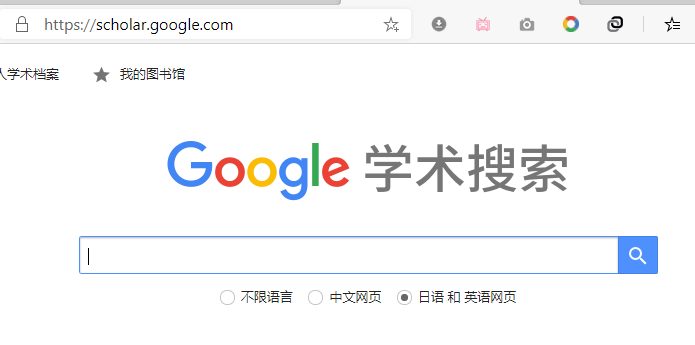 https://scholar.google.com
人学术档案 我的图书馆
Google 学术搜索
不限语言 中文网页 日语 和 英语网页